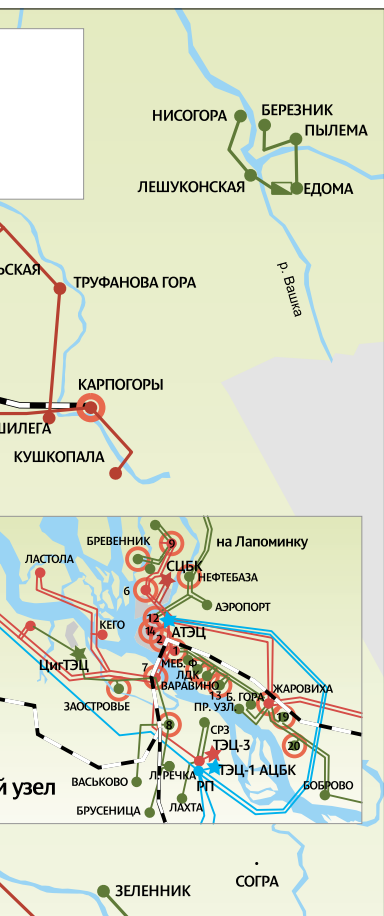 НИСОГОРА
БЕРЕЗНИК
ПЫЛЕМА
ЛЕШУКОНСКАЯ
ЕДОМА
р. Вашка
ЬСКАЯ
ТРУФАНОВА ГОРА
КАРПОГОРЫ
ШИЛЕГА
КУШКОПАЛА
БРЕВЕННИК
9
на Лапоминку
ЛАСТОЛА
СЦБК
НЕФТЕБАЗА
6
АЭРОПОРТ
12
КЕГО
14
АТЭЦ
2
1
ЦигТЭЦ
7
МЕБ. Ф.
ЛДК
ВАРАВИНО
13
Б. ГОРА
ЖАРОВИХА
ЗАОСТРОВЬЕ
ПР. УЗЛ.
19
8
СРЗ
ТЭЦ-3
20
Л. РЕЧКА
ТЭЦ-1 АЦБК
ВАСЬКОВО
РП
БОБРОВО
й узел
БРУСЕНИЦА
ЛАХТА
СОГРА
ЗЕЛЕННИК